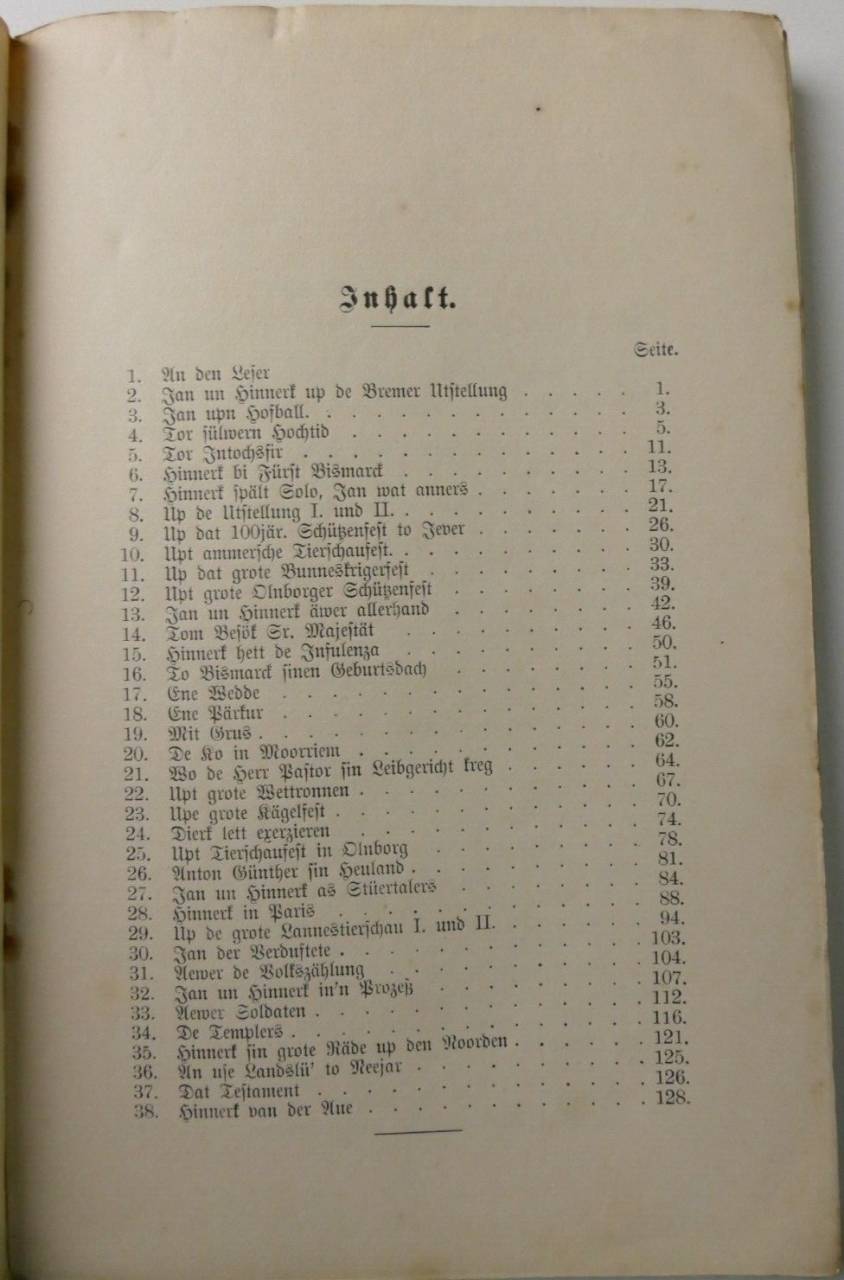 Inhalt.
Seite.
1. An den Leser
2. Jan un Hinnerk up de Bremer Utstellung . . . . . 1.
3. Jan upn Hofball. . . . . . . . . . . . . . 3.
4. Tor sülwern Hochtid . . . . . . . . . . . 5.
5. Tor Intochsfir . . . . . . . . . . . . . 11.
6. Hinnerk bi Fürst Bismarck . . . . . . . . . 13.
7. Hinnerk spält Solo, Jan wat anners . . . . . . 17.
8. Up de Utstellung I. und II. . . . . . . . . . 21.
9. Up dat 100jär. Schützenfest to Jever . . . . . . 26.
10. Upt ammersche Tierschaufest. . . . . . . . . . 30.
11. Up dat grote Bunneskrigerfest . . . . . . . . 33.
12. Upt grote Olnborger Schützenfest . . . . . . . 39.
13. Jan un Hinnerk äwer allerhand . . . . . . . 42.
14. Tom Besök Sr. Majestät . . . . . . . . . 46.
15. Hinnerk hett de Infulenza . . . . . . . . . 50.
16. To Bismarck sinen Geburtsdach . . . . . . . 51.
17. Ene Wedde . . . . . . . . . . . . . 55.
18. Ene Pärkur . . . . . . . . . . . . . 58.
19. Mit Grus . . . . . . . . . . . . . . 60.
20. De Ko in Moorriem . . . . . . . . . . 62.
21. Wo de Herr Pastor sin Leibgericht kreg . . . . . 64.
22. Upt grote Wettronnen . . . . . . . . . . 67.
23. Upe grote Kägelfest . . . . . . . . . . . 70.
24. Dierk lett exerzieren . . . . . . . . . . 74.
25. Upt Tierschaufest in Olnborg . . . . . . . 78.
26. Anton Günther sin Heuland . . . . . . . . 81.
27. Jan un Hinnerk as Stüertalers . . . . . . . 84.
28. Hinnerk in Paris . . . . . . . . . . . 88.
29. Up de grote Lannestierschau I. und II. . . . . . 94.
30. Jan der Verduftete . . . . . . . . . . . 103.
31. Aewer de Volkszählung . . . . . . . . . 104.
32. Jan un Hinnerk in'n Prozeß . . . . . . . 107.
33. Aewer Soldaten . . . . . . . . . . . . 112.
34. De Templers . . . . . . . . . . . . . 116.
35. Hinnerk sin grote Räde up den Noorden . . . . . 121.
36. An use Landslü' to Neejar . . . . . . . . 125.
37. Dat Testament . . . . . . . . . . . . 126.
38. Hinnerk van der Aue . . . . . . . . . . 128.